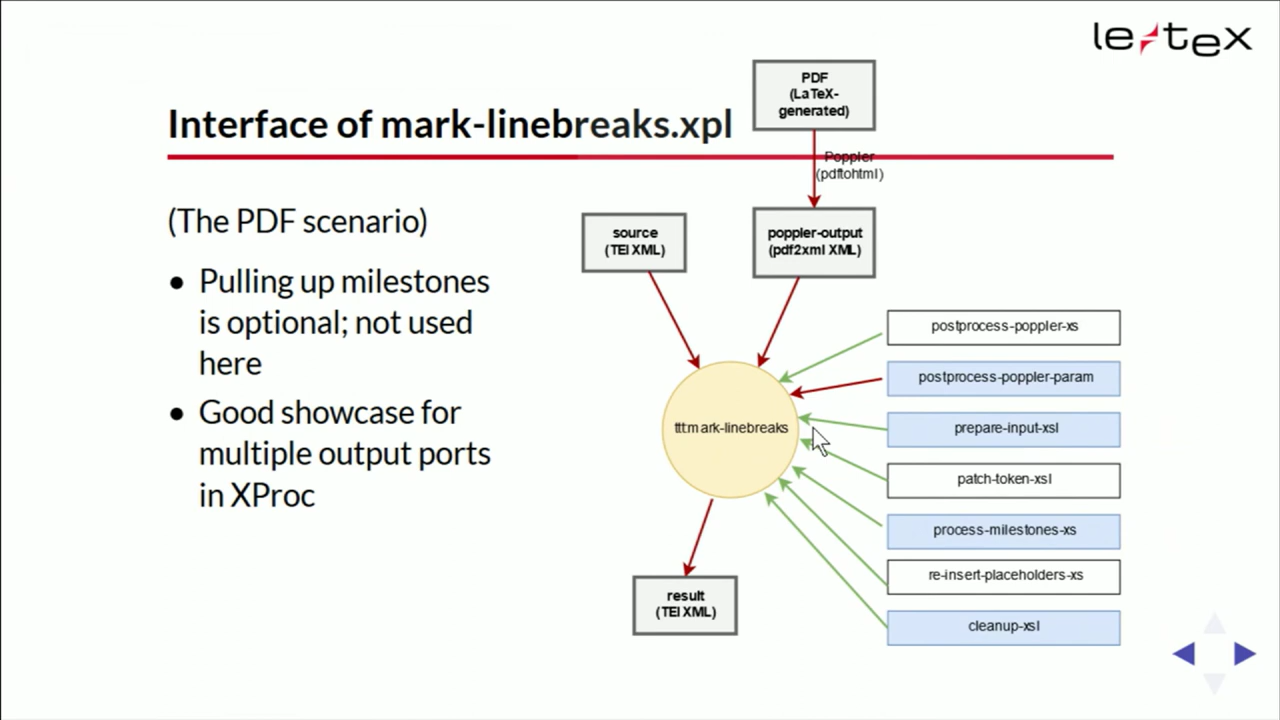 le-tex
Interface of mark-linebreaks.xpl
(The PDF scenario)
• Pulling up milestones
is optional; not used
here
• Good showcase for
multiple output ports
in XProc
PDF
(LaTeX-
generated)
Poppler
(pdftohtml)
source
(TEI XML)
poppler-output
(pdf2xml XML)
tttmark-linebreaks
result
(TEI XML)
postprocess-poppler-xs
postprocess-poppler-param
prepare-input-xsl
patch-token-xsl
process-milestones-xs
re-insert-placeholders-xs
cleanup-xsl